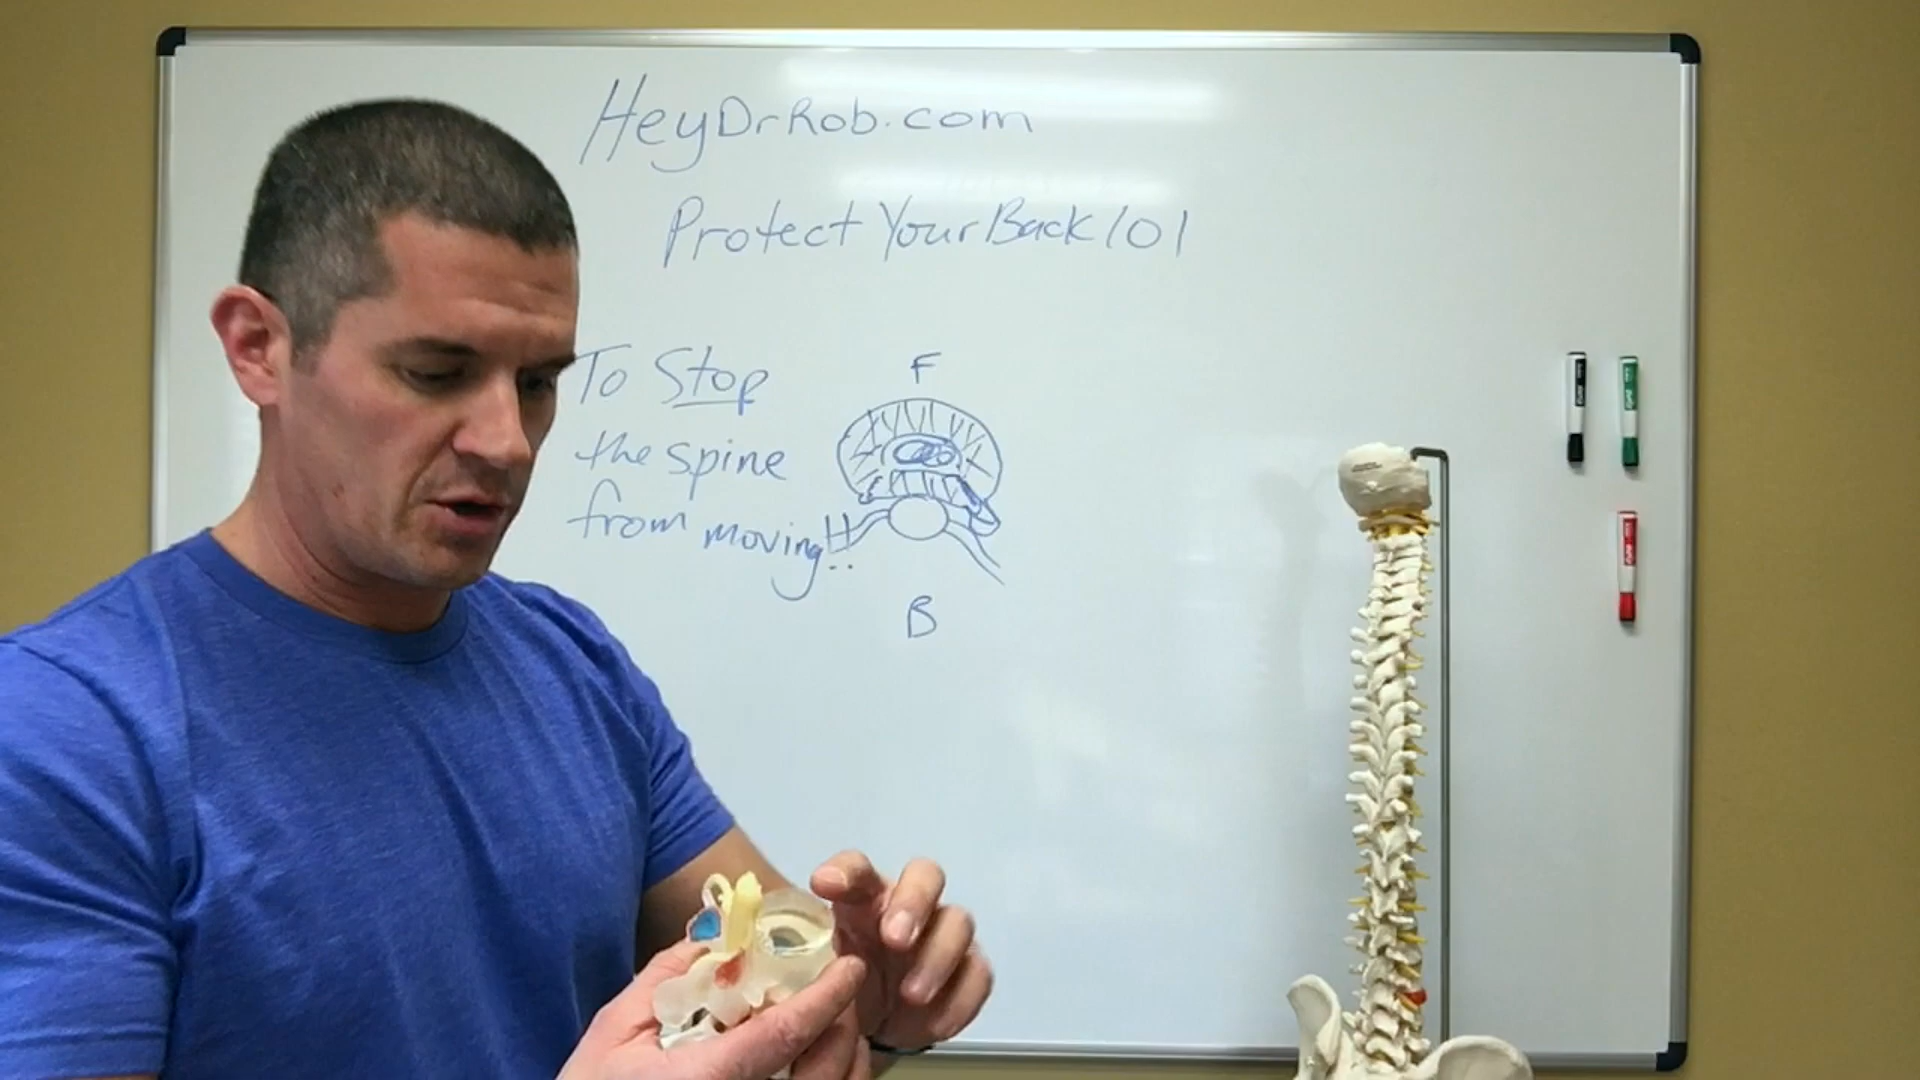 HeyDrRob.com
Protect Your Back 101
To Stop
the spine
from moving!!
F
B